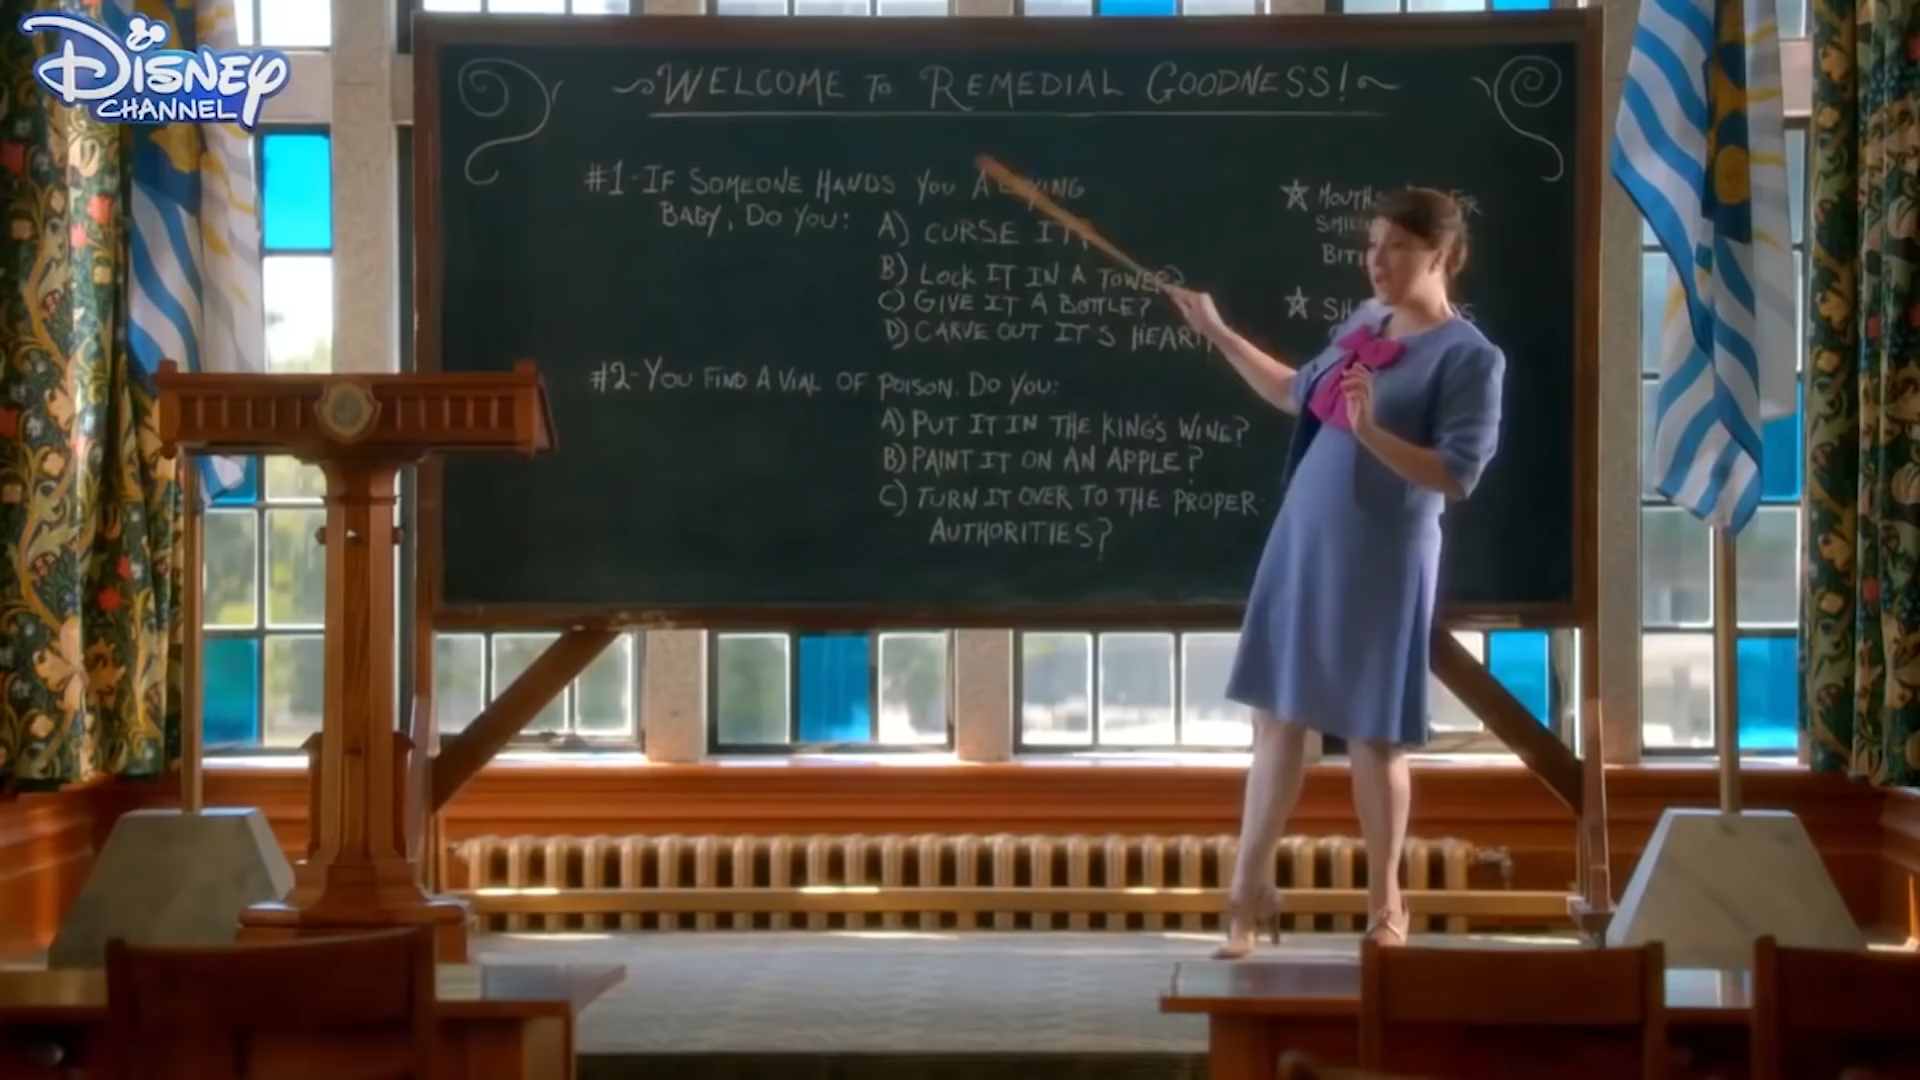 DISNEY
CHANNEL
WELCOME TO REMEDIAL GOODNESS!
#1-IF SOMEONE HANDS YOU A
BABY, DO YOU:
A) CURSE IT
B) LOCK IT IN A TOWER?
C) GIVE IT A BOTTLE?
D) CARVE OUT IT S HEART
#2-YOU FIND A VIAL OF POISON. DO YOU:
A) PUT IT IN THE KING'S WINE?
B) PAINT IT ON AN APPLE?
C) TURN IT OVER TO THE PROPER
AUTHORITIES?